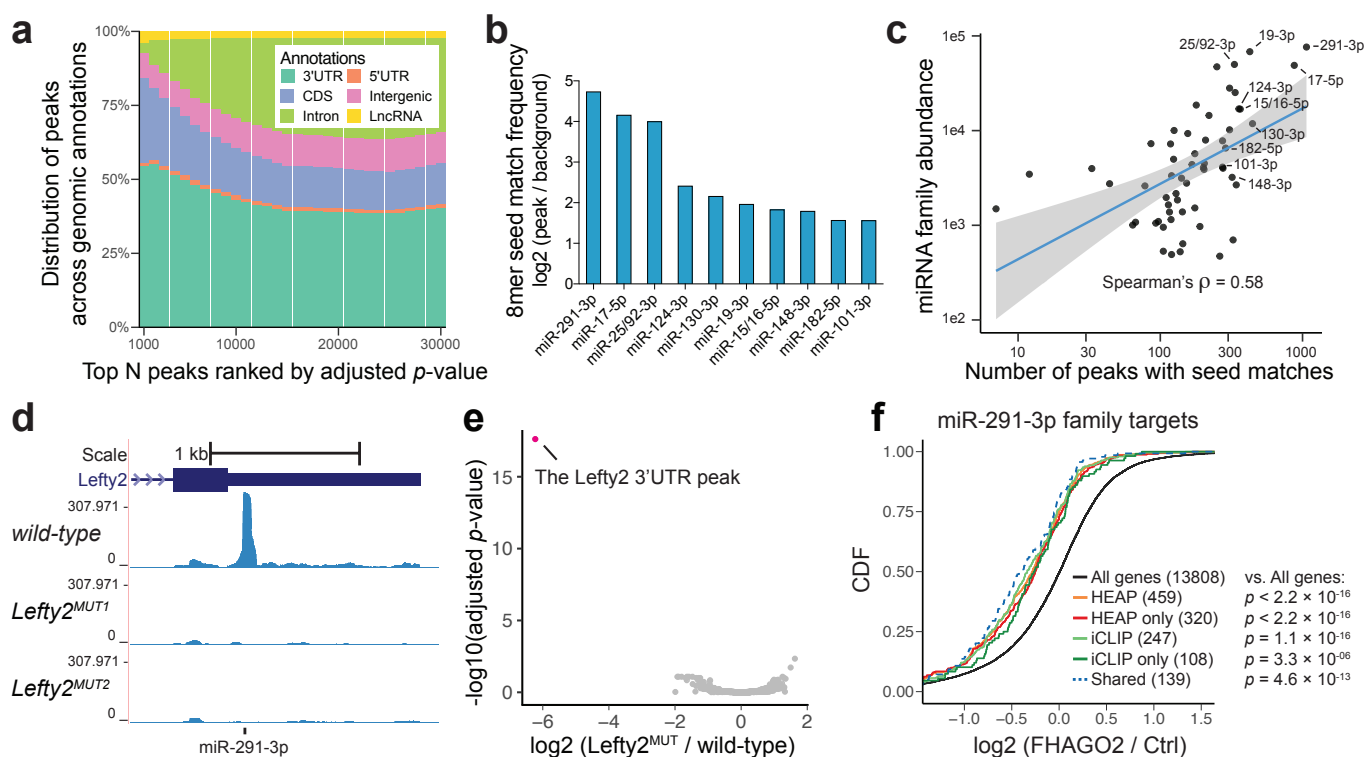 a
Distribution of peaks
across genomic annotations
100%
75%
50%
25%
0%
Annotations
3'UTR
5'UTR
CDS
Intergenic
Intron
LncRNA
1000
10000
20000
30000
Top N peaks ranked by adjusted p-value
b
8mer seed match frequency
log2 (peak / background)
5
4
3
2
1
0
miR-291-3p
miR-17-5p
miR-25/92-3p
miR-124-3p
miR-130-3p
miR-19-3p
miR-15/16-5p
miR-148-3p
miR-182-5p
miR-101-3p
c
miRNA family abundance
1e5
1e4
1e3
1e2
19-3p
25/92-3p
291-3p
17-5p
124-3p
15/16-5p
130-3p
182-5p
101-3p
148-3p
Spearman's ρ = 0.58
10
30
100
300
1000
Number of peaks with seed matches
d
Scale
1 kb
Lefty2
307.971
wild-type
0
307.971
Lefty2MUT1
0
307.971
Lefty2MUT2
0
miR-291-3p
e
-log10(adjusted p-value)
15
10
5
0
The Lefty2 3'UTR peak
−6
−4
−2
0
2
log2 (Lefty2MUT / wild-type)
f
miR-291-3p family targets
CDF
1.00
0.75
0.50
0.25
0.00
All genes (13808) vs. All genes:
HEAP (459) p < 2.2 × 10-16
HEAP only (320) p < 2.2 × 10-16
iCLIP (247) p = 1.1 × 10-16
iCLIP only (108) p = 3.3 × 10-06
Shared (139) p = 4.6 × 10-13
−1.0
−0.5
0.0
0.5
1.0
1.5
log2 (FHAGO2 / Ctrl)